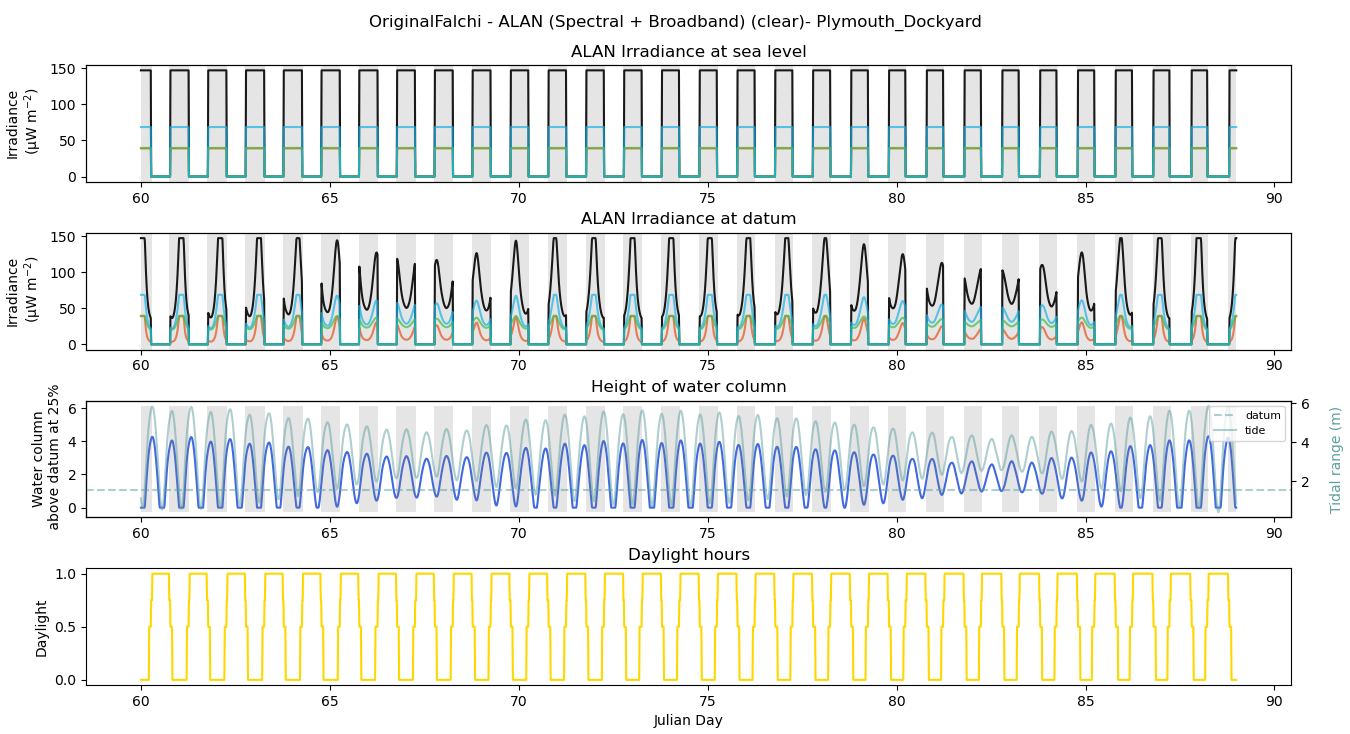 OriginalFalchi - ALAN (Spectral + Broadband) (clear)- Plymouth_Dockyard
ALAN Irradiance at sea level
Irradiance
(µW m⁻²)
150
100
50
0
60 65 70 75 80 85 90
ALAN Irradiance at datum
Irradiance
(µW m⁻²)
150
100
50
0
60 65 70 75 80 85 90
Height of water column
Water column
above datum at 25%
6
4
2
0
datum
tide
6
4
2
Tidal range (m)
60 65 70 75 80 85 90
Daylight hours
Daylight
1.0
0.5
0.0
60 65 70 75 80 85 90
Julian Day